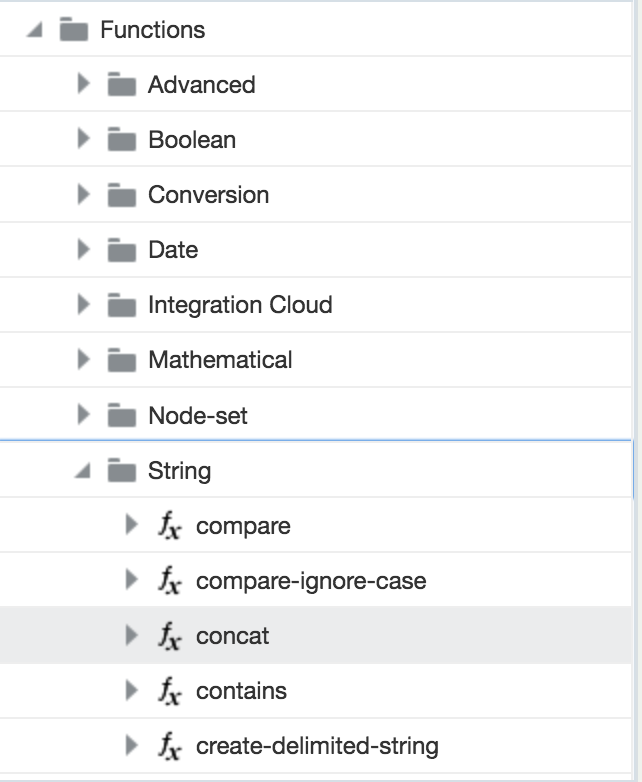 Functions
Advanced
Boolean
Conversion
Date
Integration Cloud
Mathematical
Node-set
String
fx compare
fx compare-ignore-case
fx concat
fx contains
fx create-delimited-string